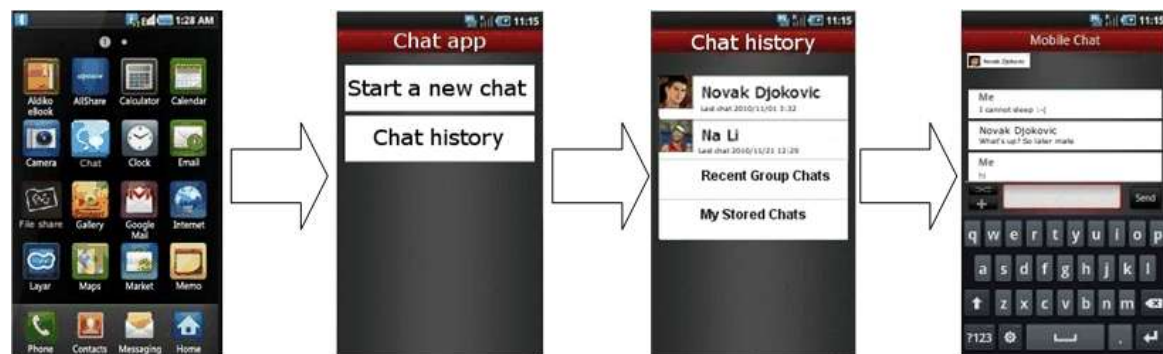 1:28 AM
Aldiko eBook
AllShare
Calculator
Calendar
Camera
Chat
Clock
Email
File share
Gallery
Google Mail
Internet
Layar
Maps
Market
Memo
Phone
Contacts
Messaging
Home
11:15
Chat app
Start a new chat
Chat history
11:15
Chat history
Novak Djokovic
Last chat 2010/11/01 3:32
Na Li
Last chat 2010/11/21 12:29
Recent Group Chats
My Stored Chats
11:15
Mobile Chat
Novak Djokovic
Me
I cannot sleep :-(
Novak Djokovic
What's up? So later mate
Me
hi
Send
q w e r t y u i o p
a s d f g h j k l
z x c v b n m
?123 .